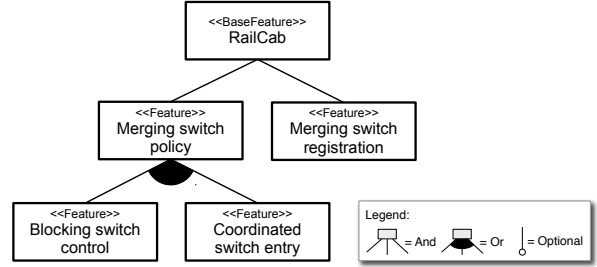 <<BaseFeature>>
RailCab
<<Feature>>
Merging switch
policy
<<Feature>>
Merging switch
registration
<<Feature>>
Blocking switch
control
<<Feature>>
Coordinated
switch entry
Legend:
= And = Or = Optional